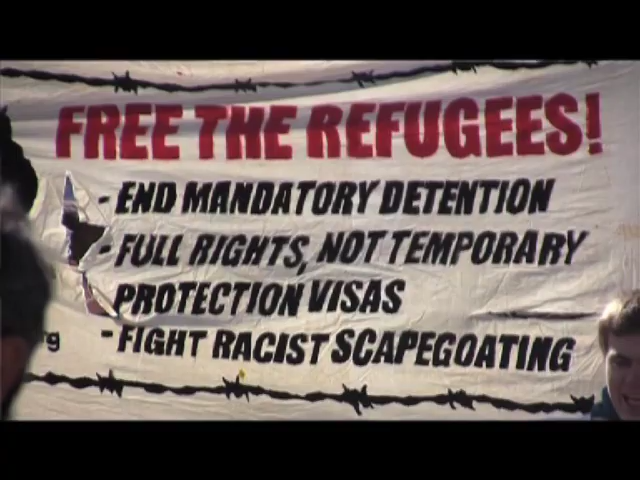 FREE THE REFUGEES!
- END MANDATORY DETENTION
- FULL RIGHTS, NOT TEMPORARY
PROTECTION VISAS
- FIGHT RACIST SCAPEGOATING